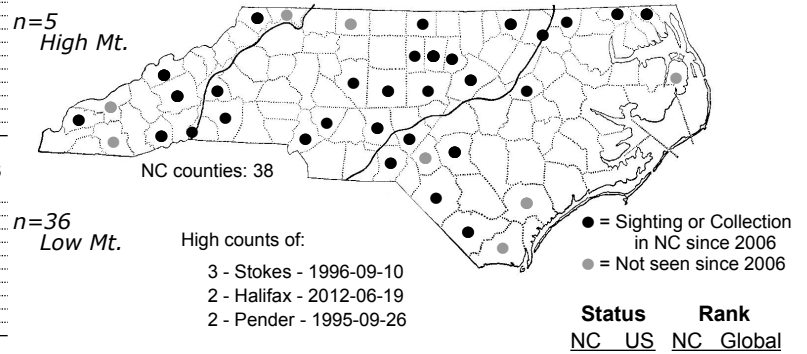 n=5
High Mt.
NC counties: 38
n=36
Low Mt.
High counts of:
3 - Stokes - 1996-09-10
2 - Halifax - 2012-06-19
2 - Pender - 1995-09-26
= Sighting or Collection
in NC since 2006
= Not seen since 2006
Status Rank
NC US NC Global